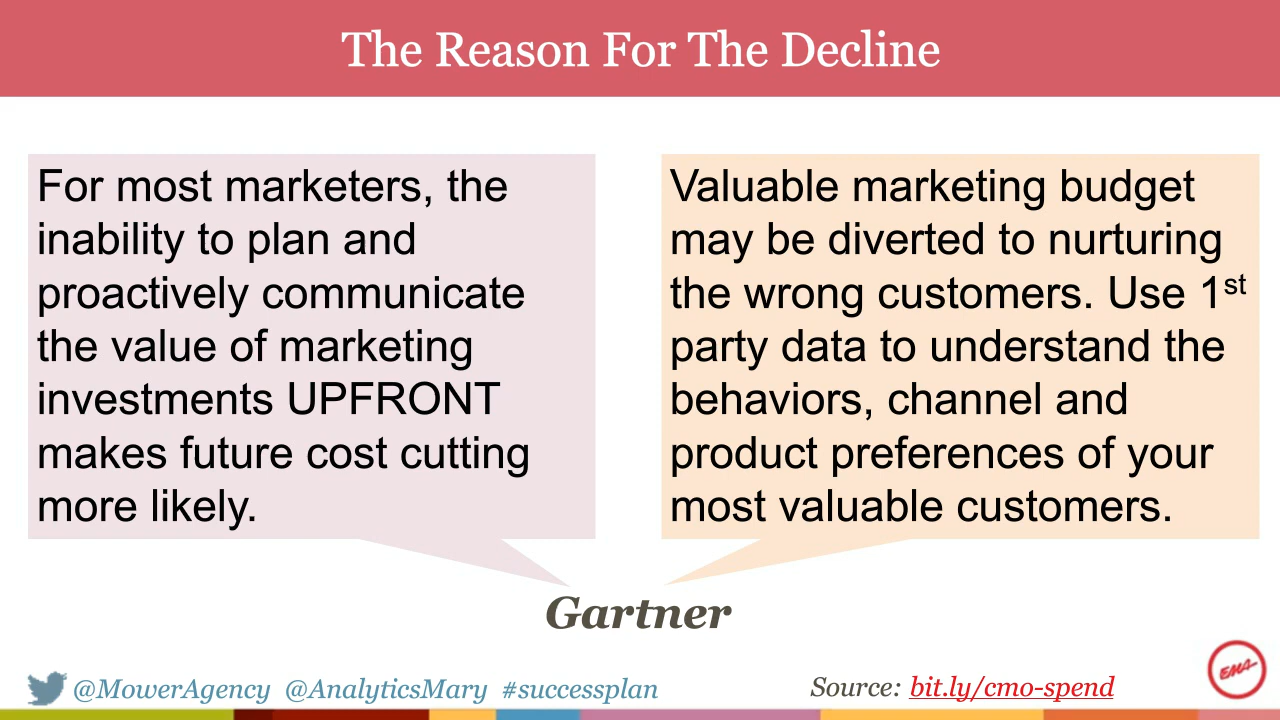 The Reason For The Decline
For most marketers, the
inability to plan and
proactively communicate
the value of marketing
investments UPFRONT
makes future cost cutting
more likely.
Valuable marketing budget
may be diverted to nurturing
the wrong customers. Use 1st
party data to understand the
behaviors, channel and
product preferences of your
most valuable customers.
Gartner
@MowerAgency @AnalyticsMary #successplan
Source: bit.ly/cmo-spend
EMA